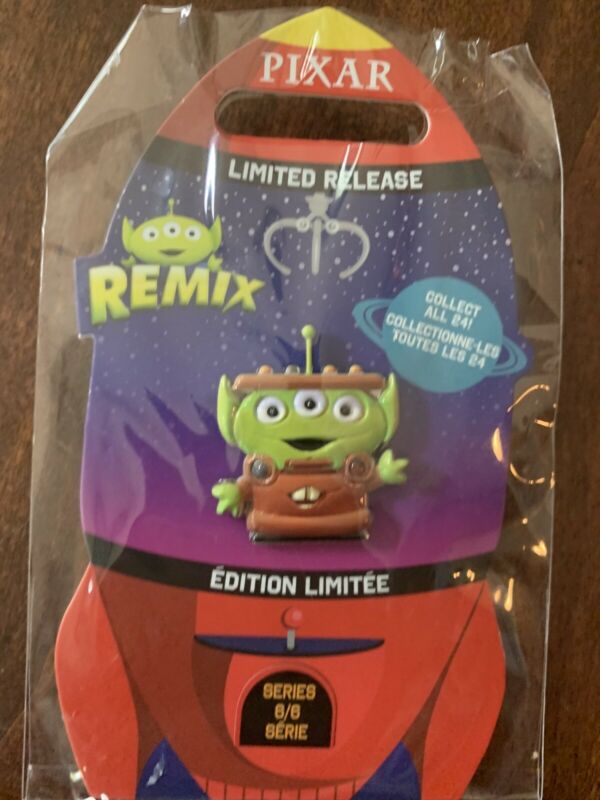 PIXAR
LIMITED RELEASE
REMIX
COLLECT
ALL 24!
COLLECTIONNE-LES
TOUTES LES 24
ÉDITION LIMITÉE
SERIES
6/6
SÉRIE